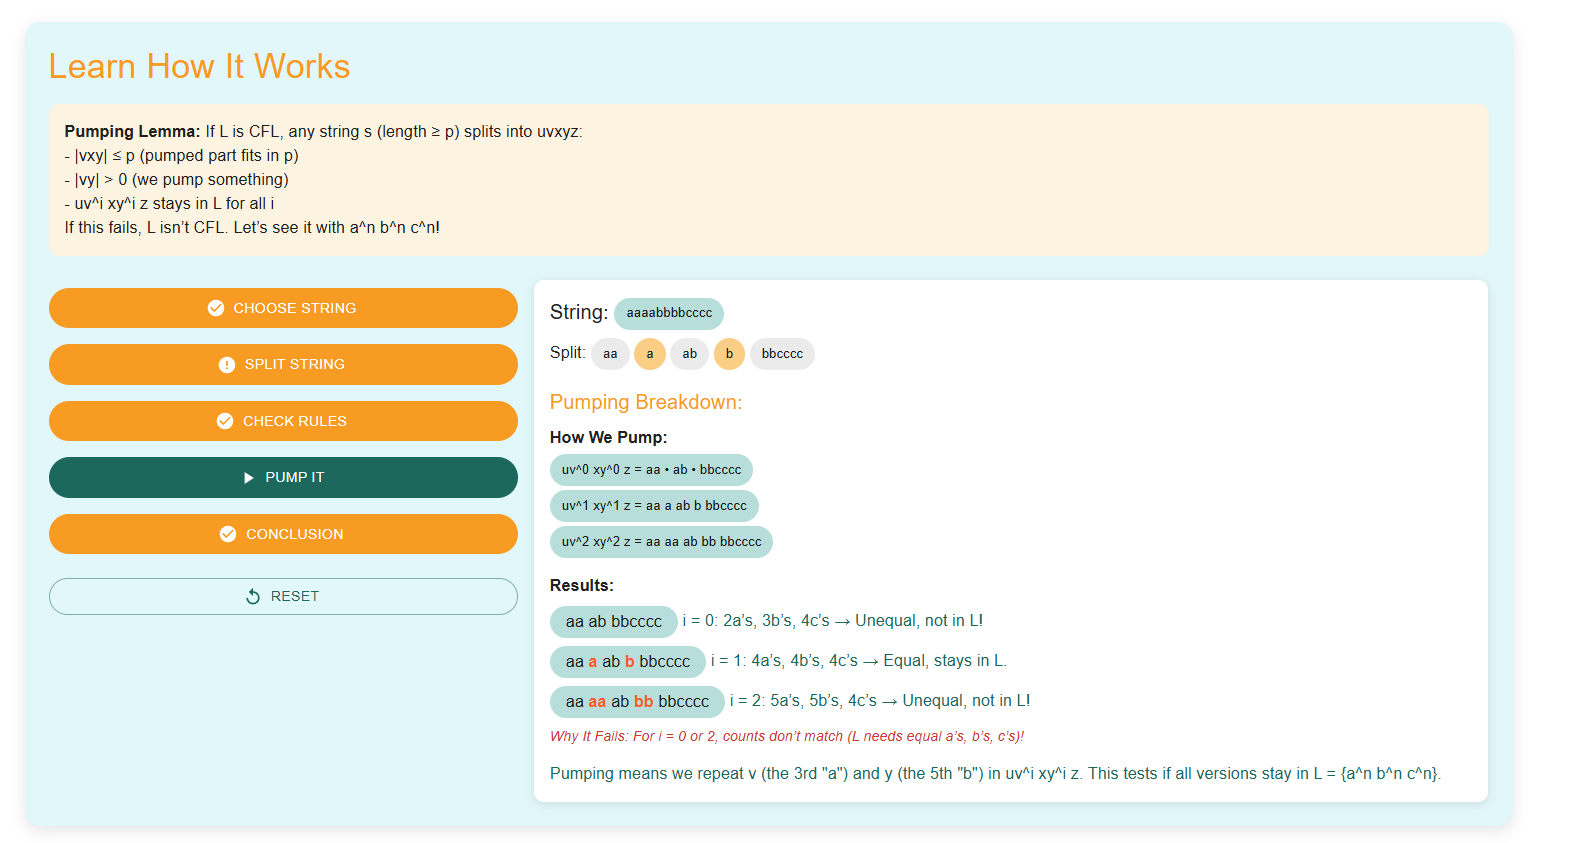 Learn How It Works
Pumping Lemma: If L is CFL, any string s (length ≥ p) splits into uvxyz:
- |vxy| ≤ p (pumped part fits in p)
- |vy| > 0 (we pump something)
- uv^i xy^i z stays in L for all i
If this fails, L isn’t CFL. Let’s see it with a^n b^n c^n!
CHOOSE STRING
SPLIT STRING
CHECK RULES
PUMP IT
CONCLUSION
RESET
String: aaaabbbbcccc
Split: aa a ab b bbcccc
Pumping Breakdown:
How We Pump:
uv^0 xy^0 z = aa • ab • bbcccc
uv^1 xy^1 z = aa a ab b bbcccc
uv^2 xy^2 z = aa aa ab bb bbcccc
Results:
aa ab bbcccc i = 0: 2a’s, 3b’s, 4c’s → Unequal, not in L!
aa a ab b bbcccc i = 1: 4a’s, 4b’s, 4c’s → Equal, stays in L.
aa aa ab bb bbcccc i = 2: 5a’s, 5b’s, 4c’s → Unequal, not in L!
Why It Fails: For i = 0 or 2, counts don’t match (L needs equal a’s, b’s, c’s)!
Pumping means we repeat v (the 3rd "a") and y (the 5th "b") in uv^i xy^i z. This tests if all versions stay in L = {a^n b^n c^n}.